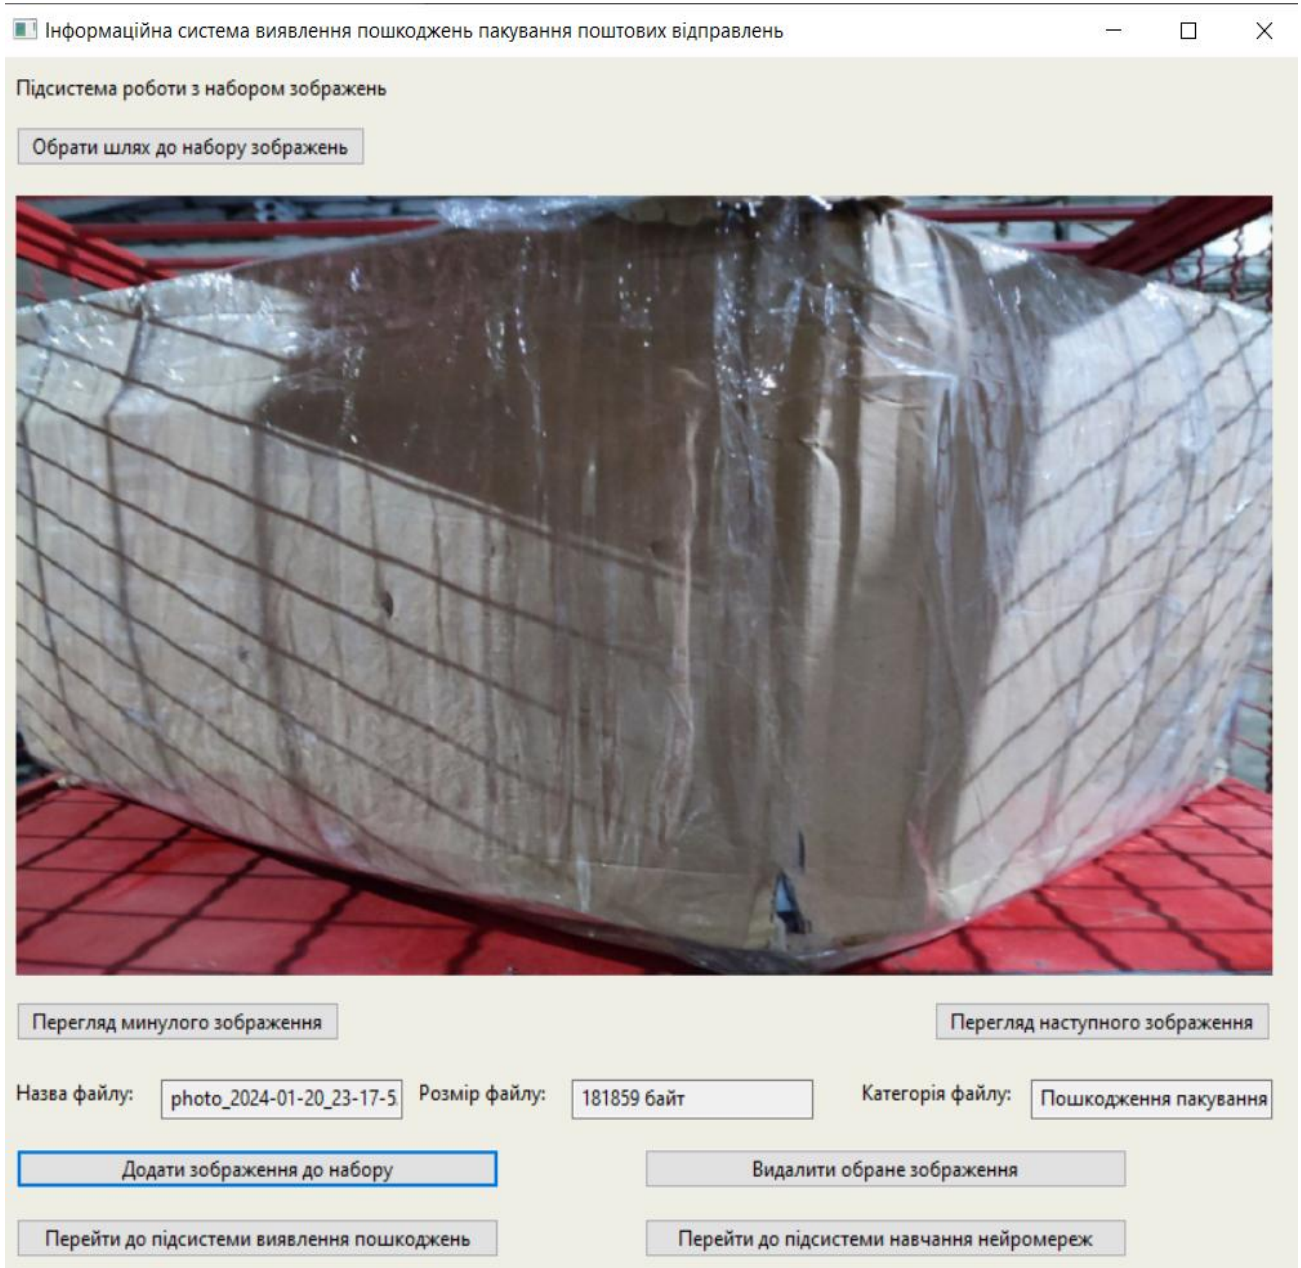 Інформаційна система виявлення пошкоджень пакування поштових відправлень
Підсистема роботи з набором зображень
Обрати шлях до набору зображень
Перегляд минулого зображення
Перегляд наступного зображення
Назва файлу: photo_2024-01-20_23-17-5 Розмір файлу: 181859 байт Категорія файлу: Пошкодження пакування
Додати зображення до набору
Видалити обране зображення
Перейти до підсистеми виявлення пошкоджень
Перейти до підсистеми навчання нейромереж